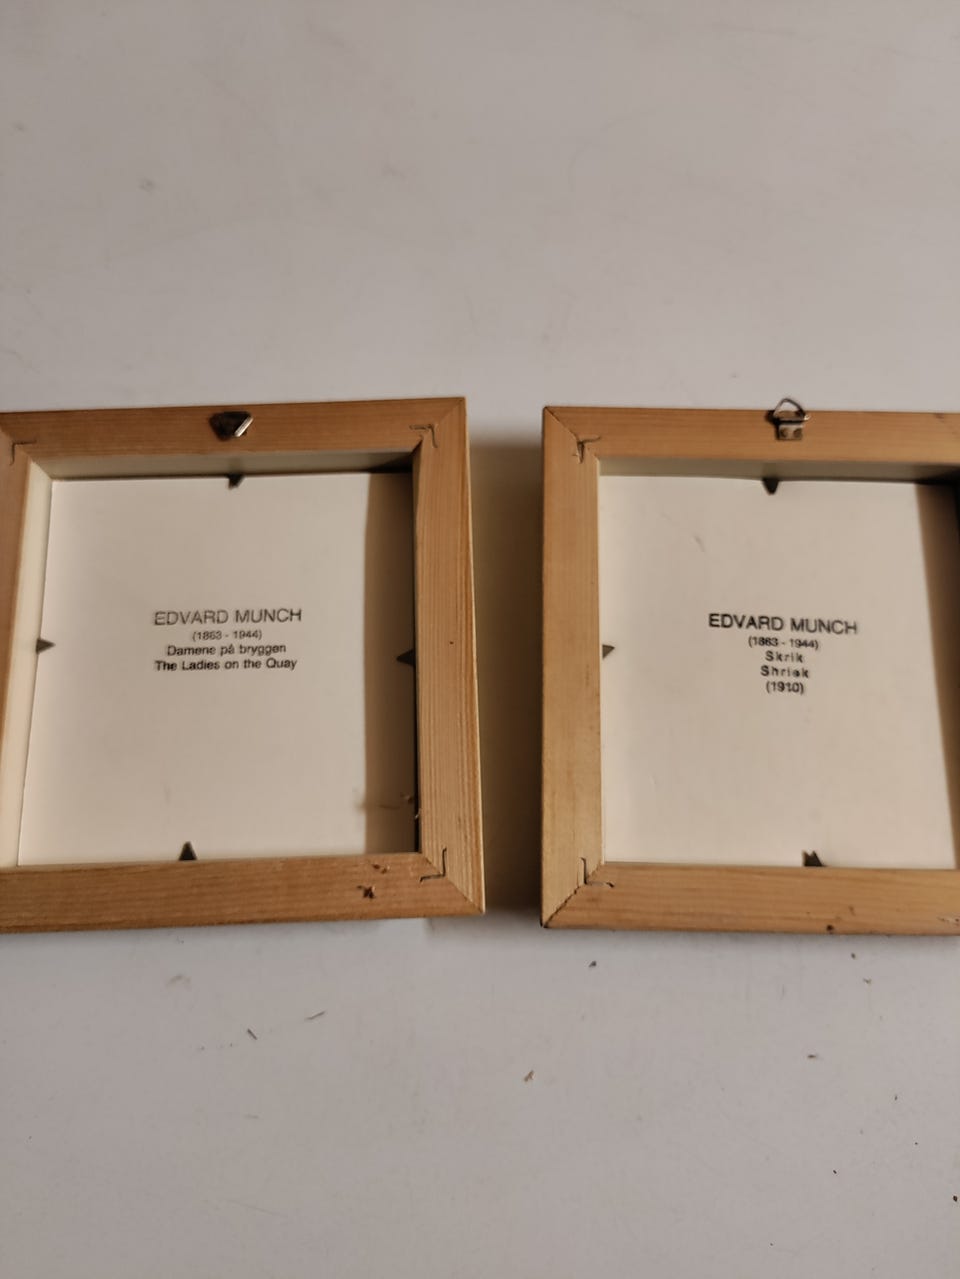 EDVARD MUNCH
(1863 - 1944)
Damene på bryggen
The Ladies on the Quay
EDVARD MUNCH
(1863 - 1944)
Skrik
Shriek
(1910)